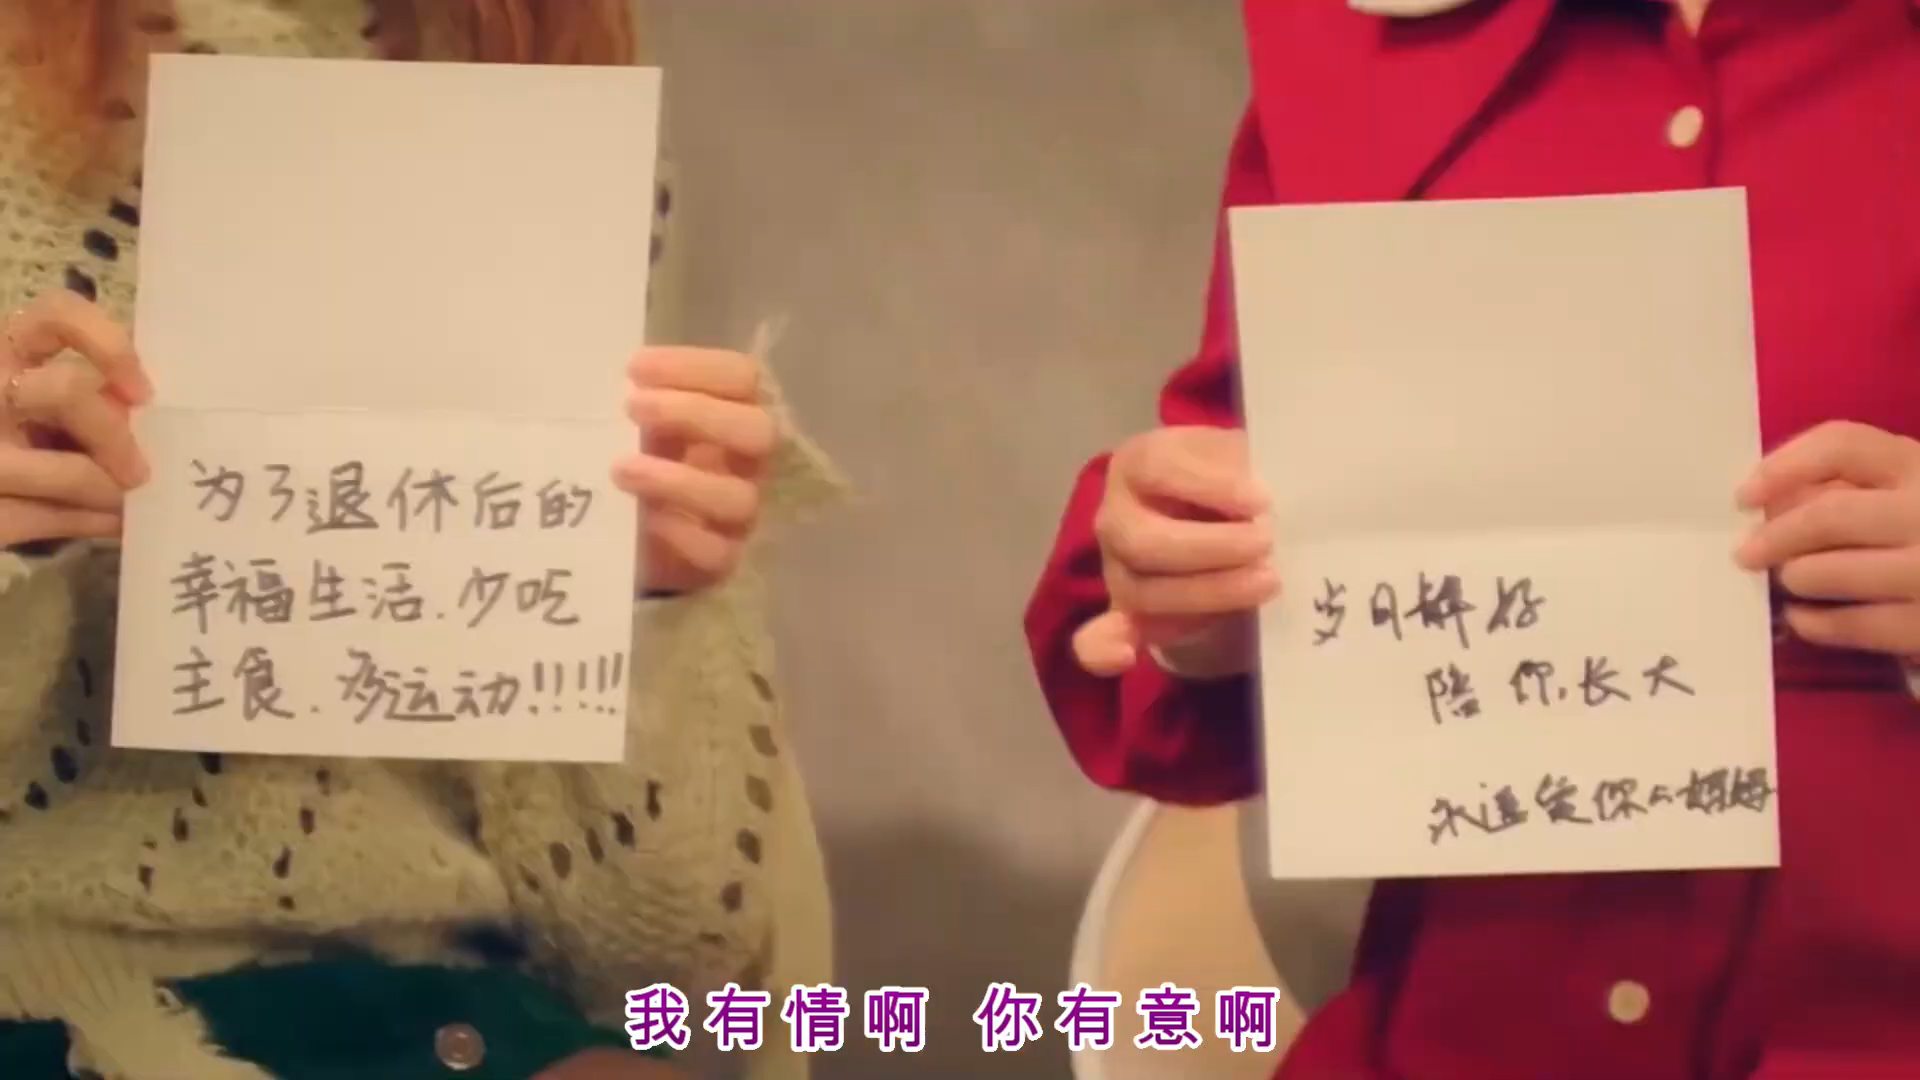 为了退休后的
幸福生活.少吃
主食.多运动!!!!!
岁月静好
陪你长大
永远爱你的妈妈
我有情啊 你有意啊